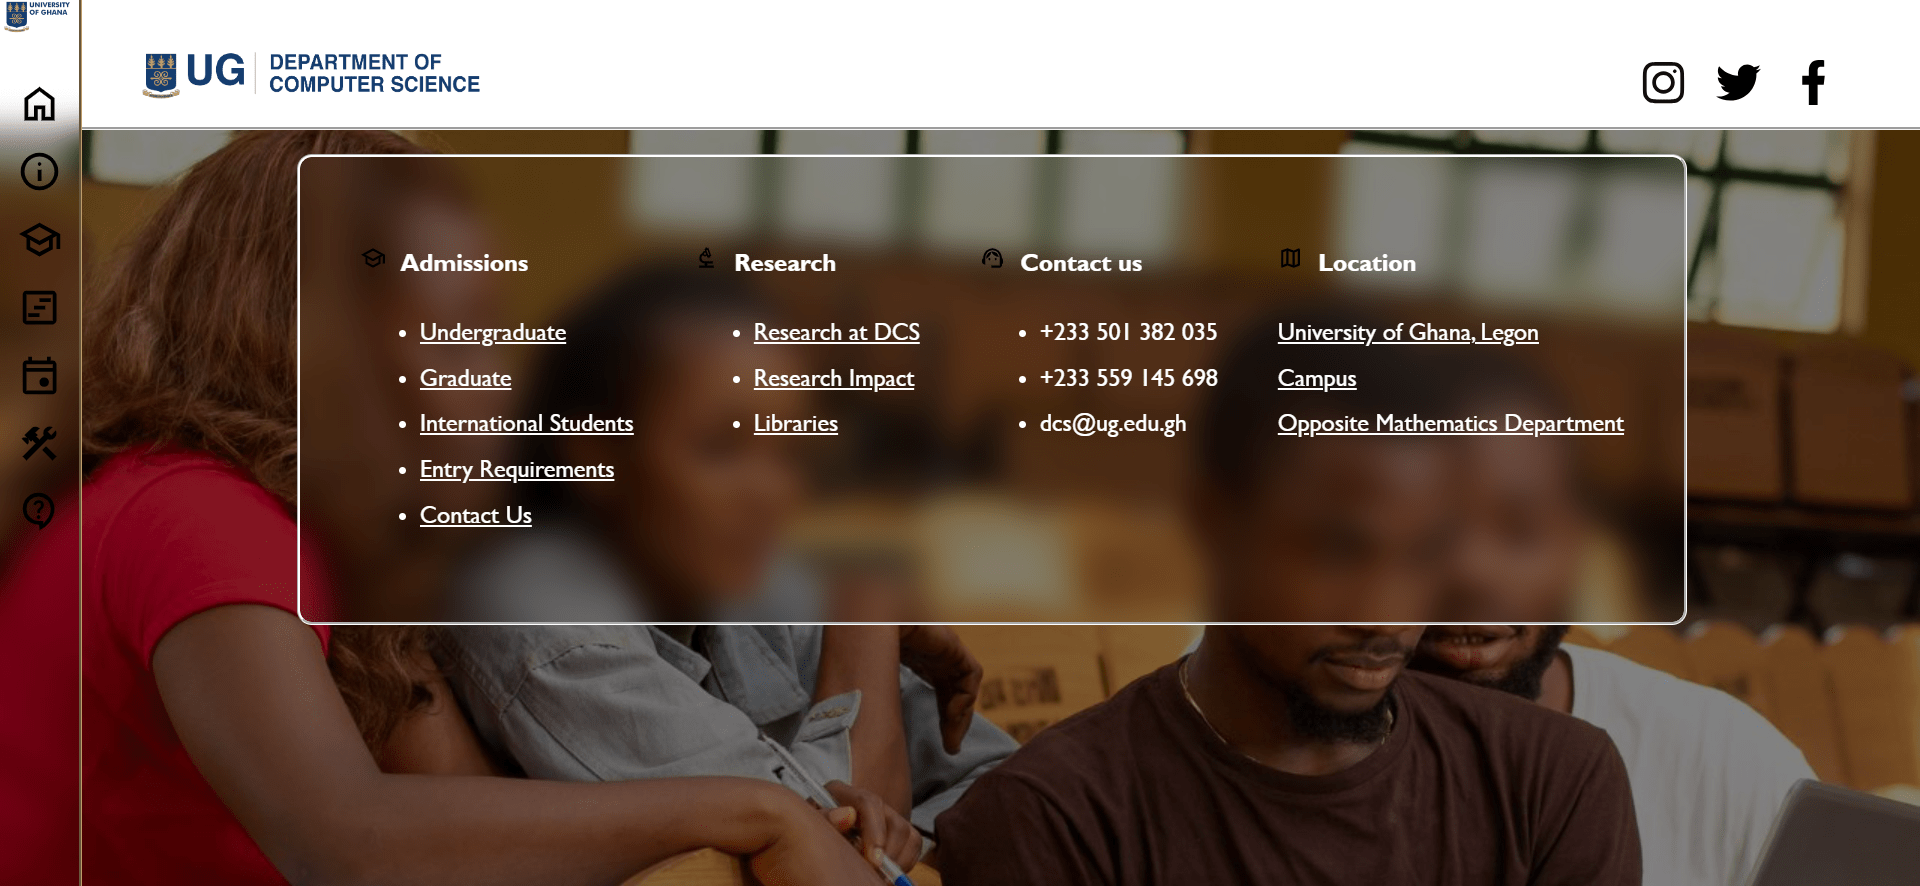 UNIVERSITY
OF GHANA
UG
DEPARTMENT OF
COMPUTER SCIENCE
Admissions
Undergraduate
Graduate
International Students
Entry Requirements
Contact Us
Research
Research at DCS
Research Impact
Libraries
Contact us
+233 501 382 035
+233 559 145 698
dcs@ug.edu.gh
Location
University of Ghana, Legon
Campus
Opposite Mathematics Department